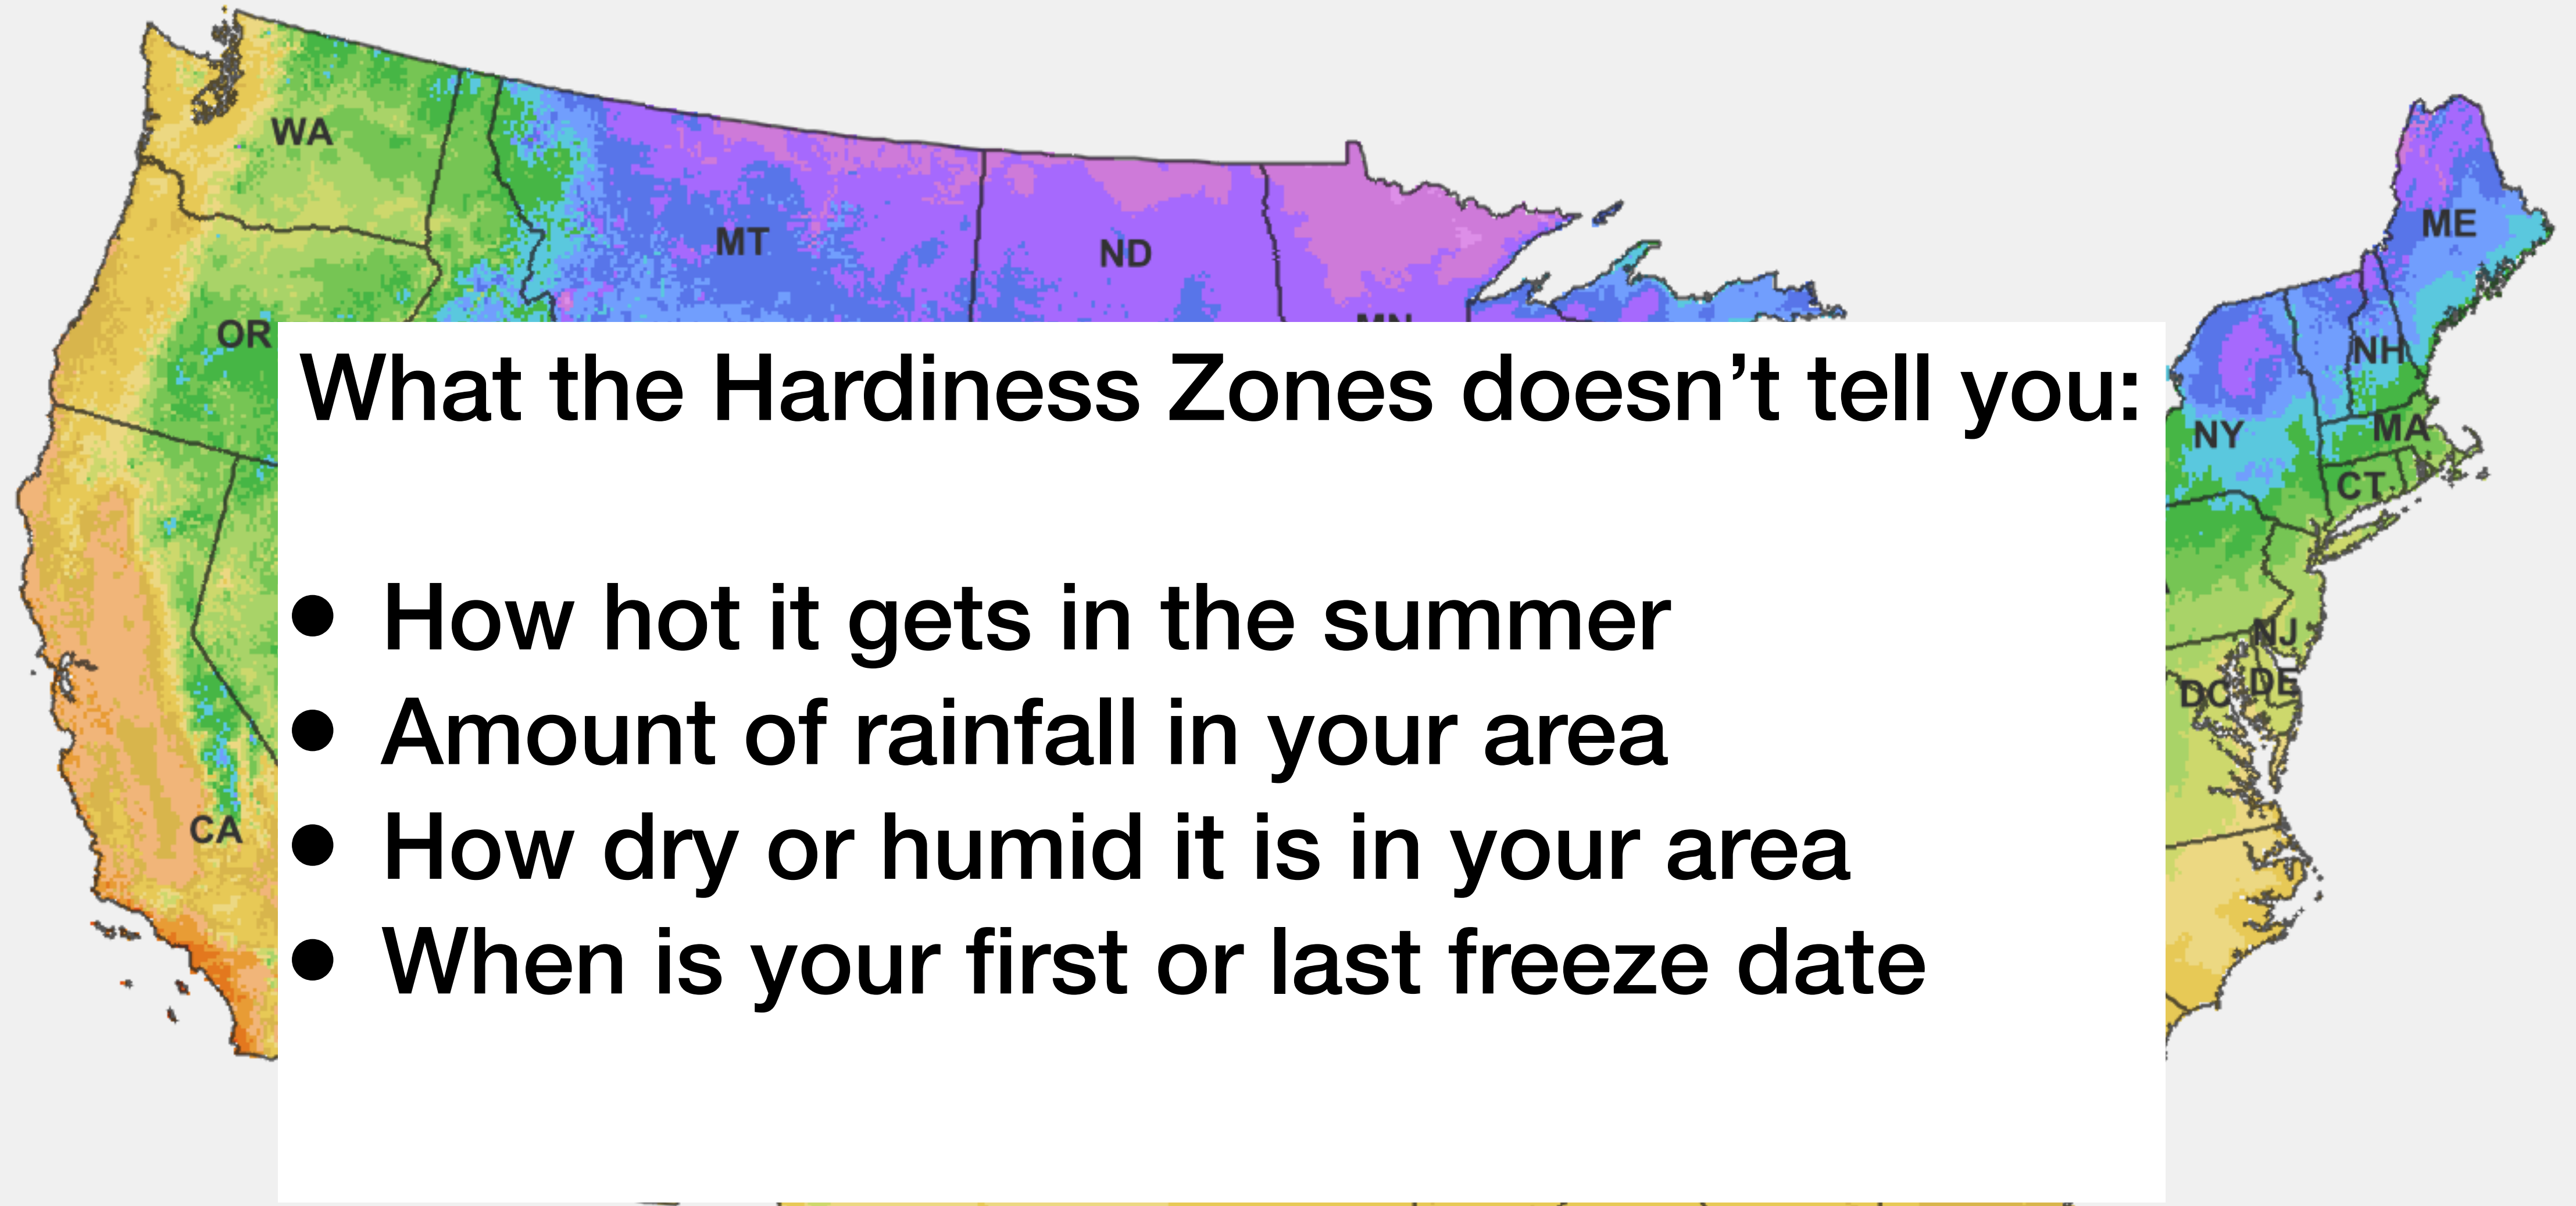 WA
MT
ND
ME
OR
MN
NH
What the Hardiness Zones doesn’t tell you:
NY
MA
CT
• How hot it gets in the summer
NJ
DE
DC
• Amount of rainfall in your area
CA
• How dry or humid it is in your area
• When is your first or last freeze date